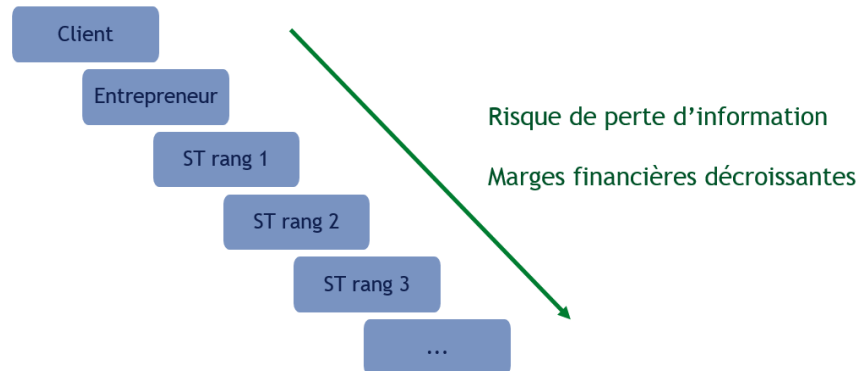 Client
Entrepreneur
ST rang 1
ST rang 2
ST rang 3
...
Risque de perte d’information
Marges financières décroissantes